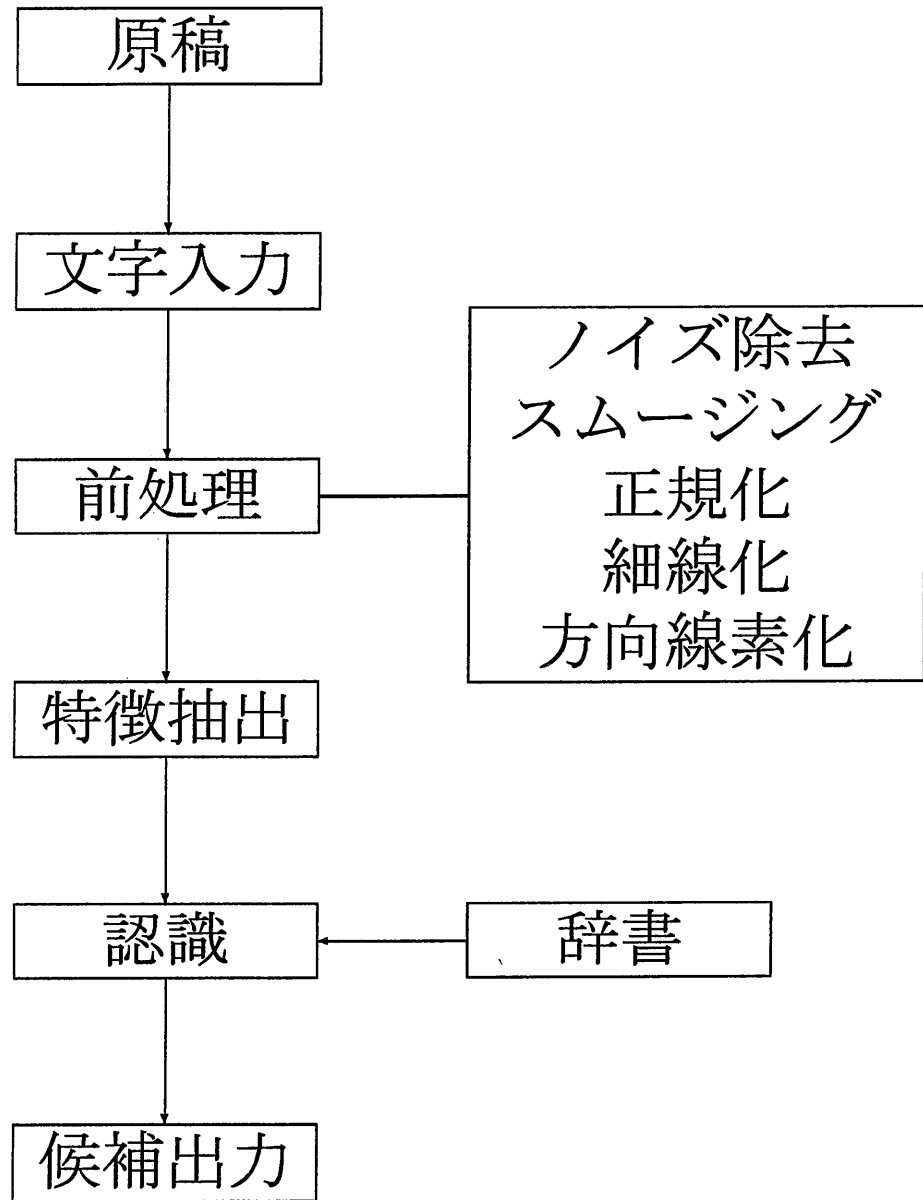 原稿
文字入力
前処理
ノイズ除去
スムージング
正規化
細線化
方向線素化
特徴抽出
認識
辞書
候補出力